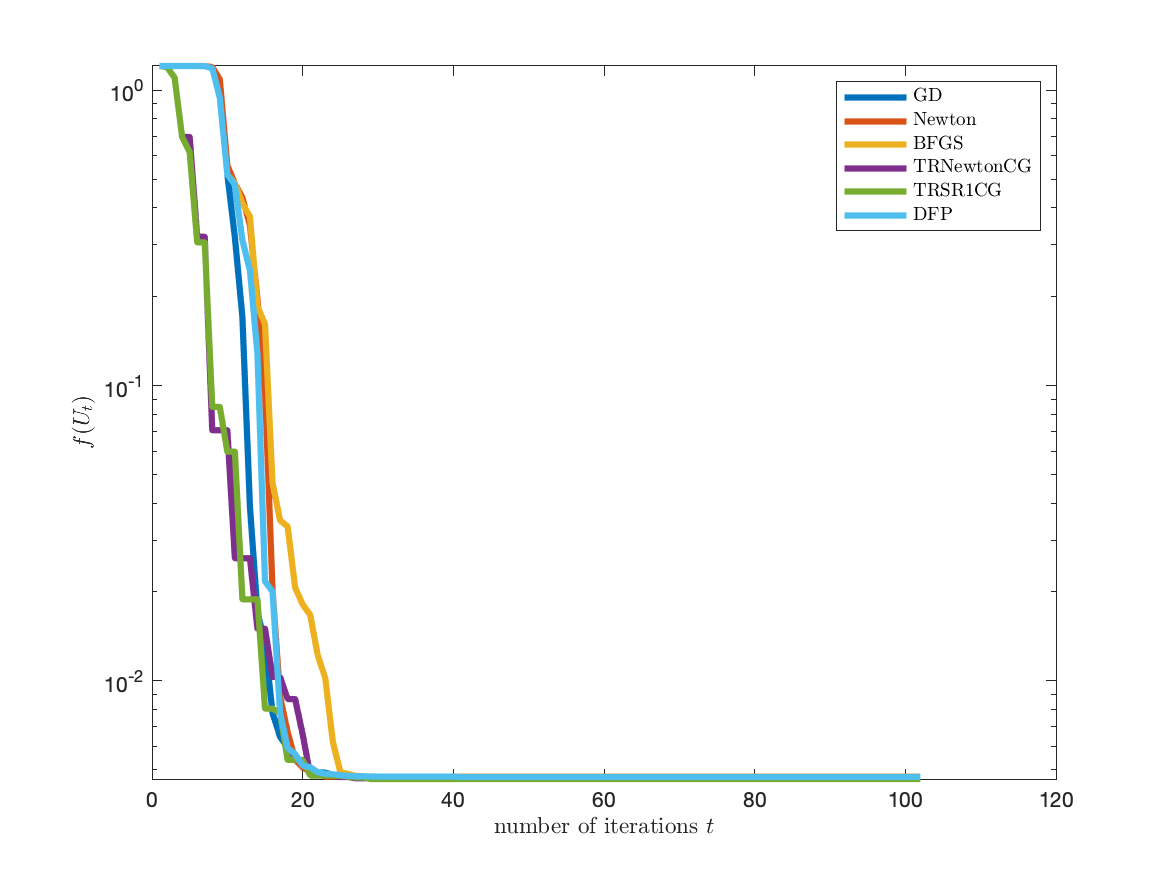 10^0
10^-1
10^-2
f(U_t)
GD
Newton
BFGS
TRNewtonCG
TRSR1CG
DFP
0 20 40 60 80 100 120
number of iterations t